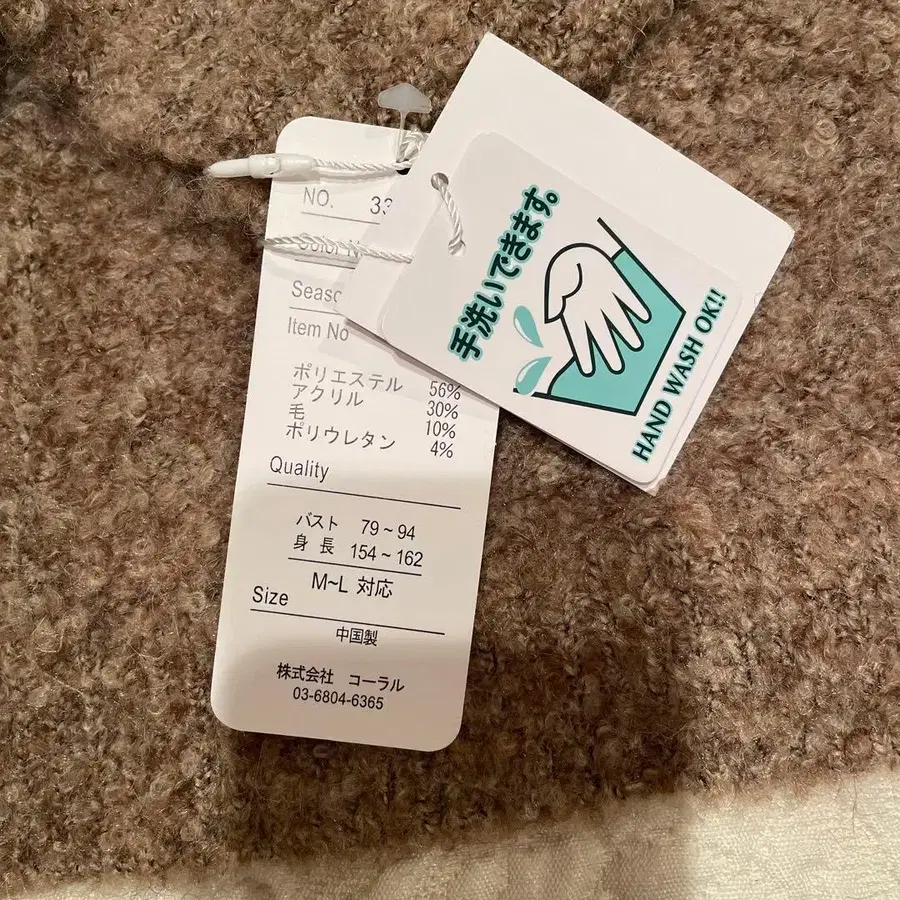 NO. 33
Color N
Seaso
Item No
ポリエステル 56%
アクリル 30%
毛 10%
ポリウレタン 4%
Quality
バスト 79~94
身 長 154~162
M~L 対応
Size
中国製
株式会社 コーラル
03-6804-6365
手洗いできます。
HAND WASH OK!!